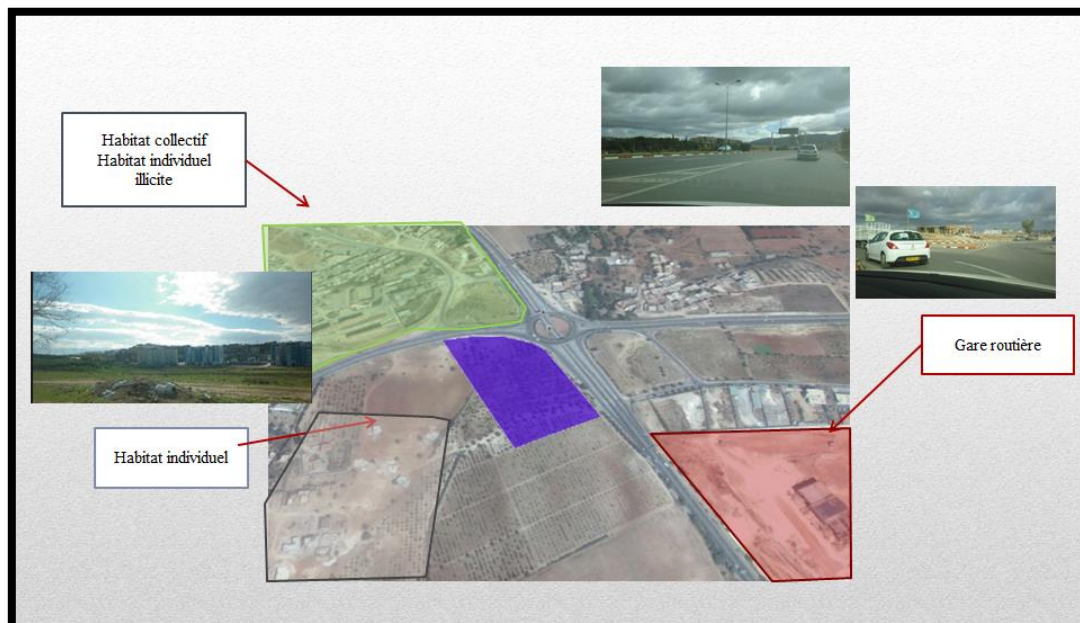 Habitat collectif
Habitat individuel
illicite
Gare routière
Habitat individuel